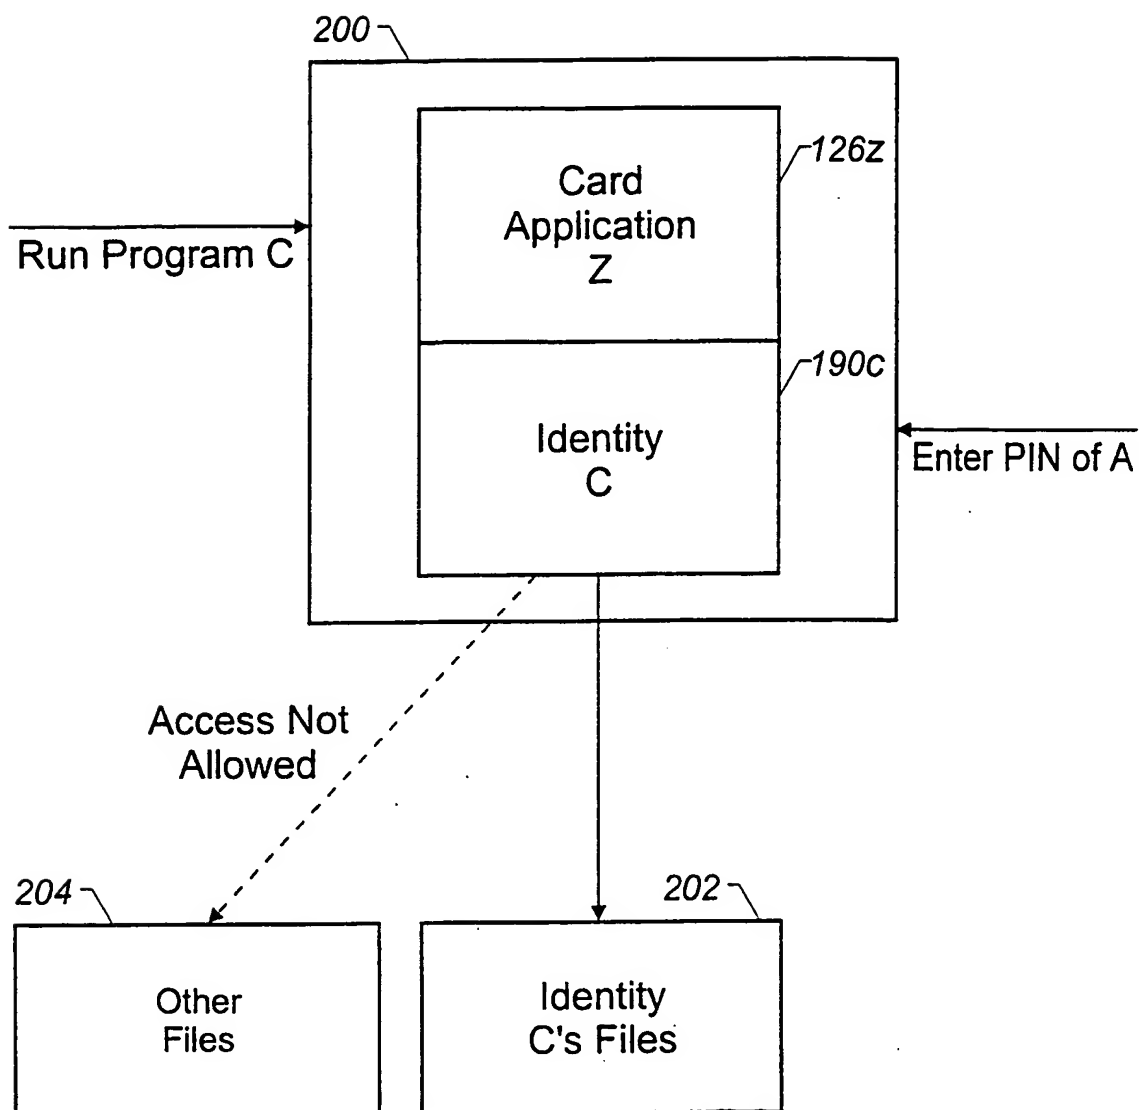 200
Card
Application
Z
126z
Run Program C
190c
Identity
C
Enter PIN of A
Access Not
Allowed
204
202
Other
Files
Identity
C's Files